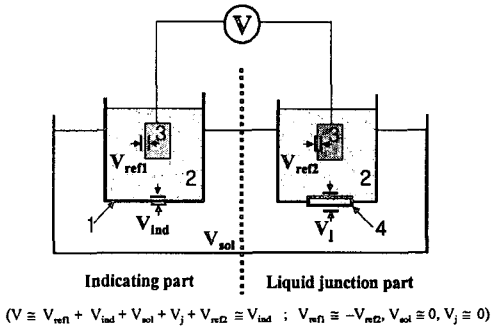 V
3
3
V_ref1
V_ref2
2
2
1
V_ind
V_l
4
V_sol
Indicating part
Liquid junction part
(V ≅ V_ref1 + V_ind + V_sol + V_j + V_ref2 ≅ V_ind ; V_ref1 ≅ -V_ref2, V_sol ≅ 0, V_j ≅ 0)